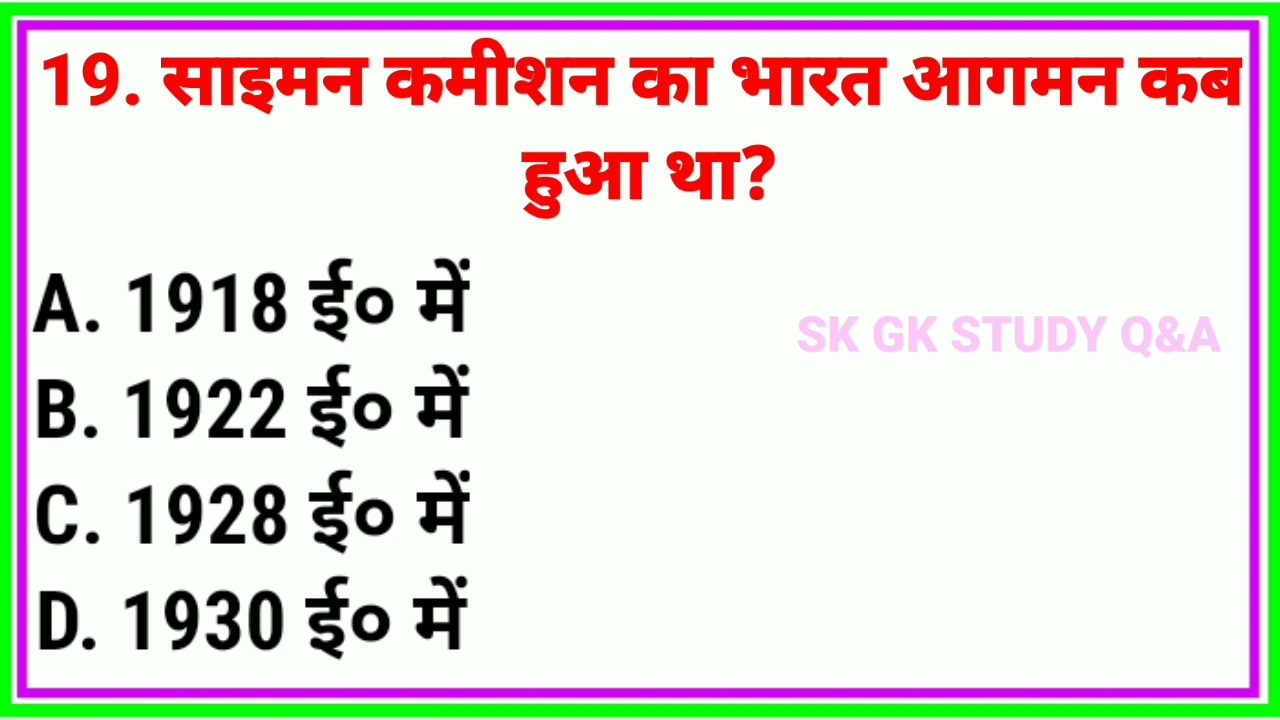 19. साइमन कमीशन का भारत आगमन कब
हुआ था?
A. 1918 ई० में
SK GK STUDY Q&A
B. 1922 ई० में
C. 1928 ई० में
D. 1930 ई० में